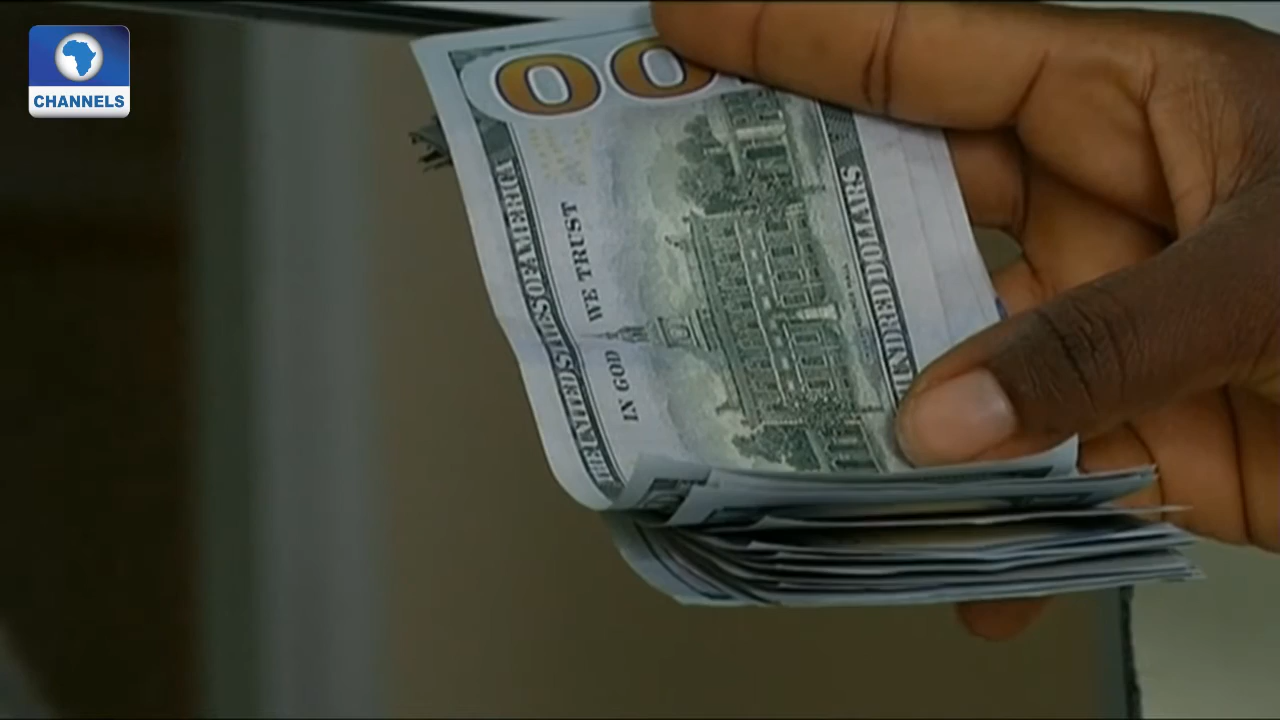 CHANNELS
00
THE UNITED STATES OF AMERICA
IN GOD WE TRUST
HUNDRED DOLLARS